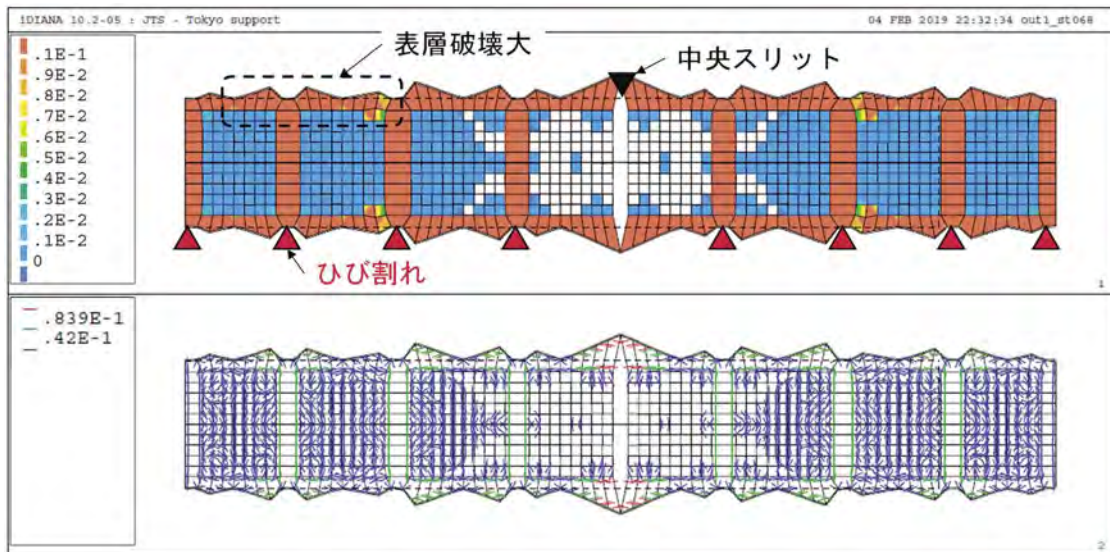 iDIANA 10.2-05 : JTS - Tokyo support
04 FEB 2019 22:32:34 out1_st068
表層破壊大
中央スリット
.1E-1
.9E-2
.8E-2
.7E-2
.6E-2
.5E-2
.4E-2
.3E-2
.2E-2
.1E-2
0
ひび割れ
1
.839E-1
.42E-1
2